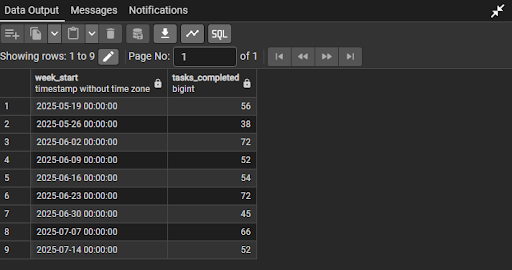 Data Output Messages Notifications
SQL
Showing rows: 1 to 9 Page No: 1 of 1
week_start tasks_completed
timestamp without time zone bigint
1 2025-05-19 00:00:00 56
2 2025-05-26 00:00:00 38
3 2025-06-02 00:00:00 72
4 2025-06-09 00:00:00 52
5 2025-06-16 00:00:00 54
6 2025-06-23 00:00:00 72
7 2025-06-30 00:00:00 45
8 2025-07-07 00:00:00 66
9 2025-07-14 00:00:00 52